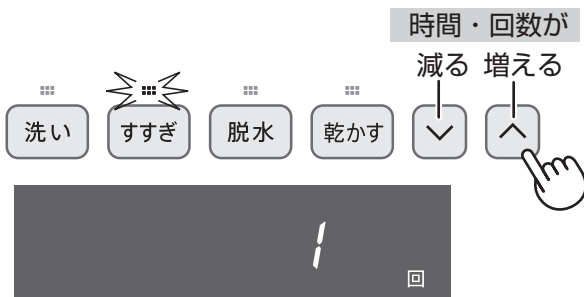 時間・回数が
減る 増える
洗い すすぎ 脱水 乾かす
1 回